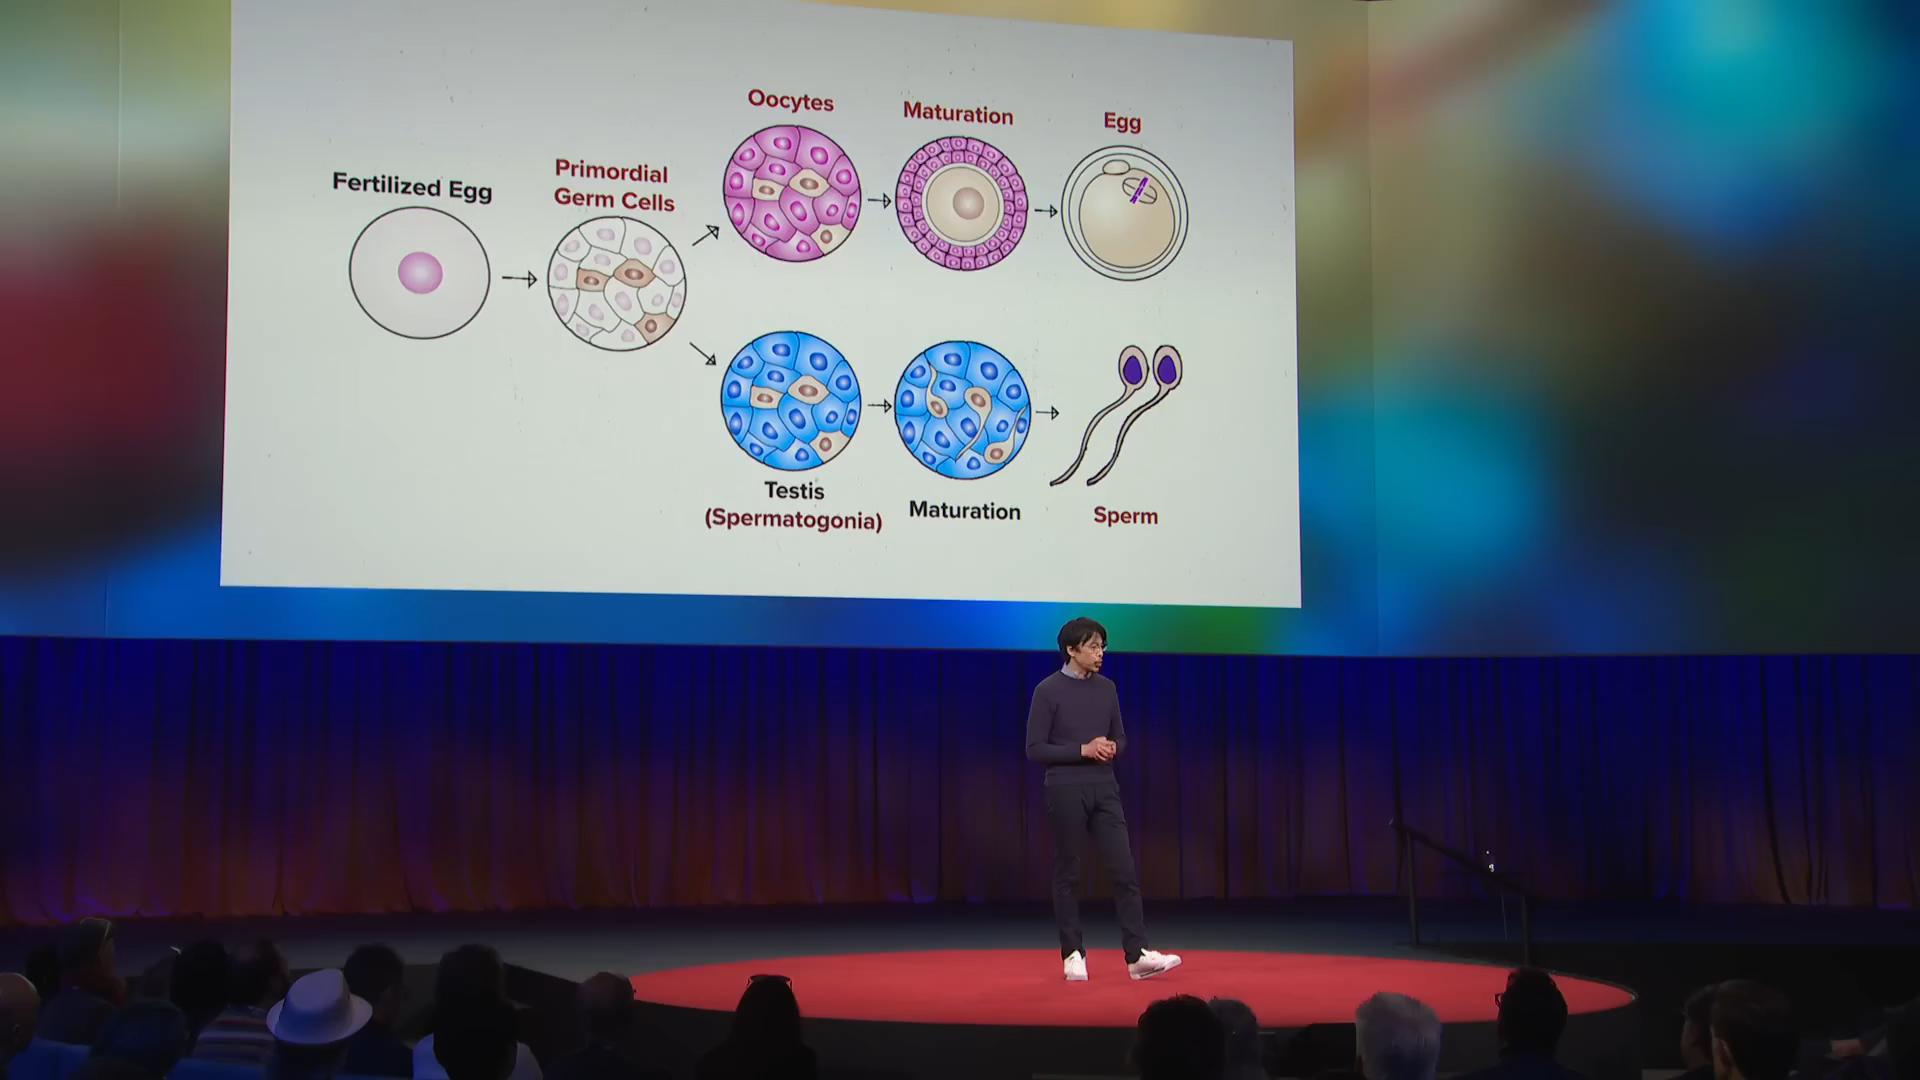 Fertilized Egg
Primordial
Germ Cells
Oocytes
Maturation
Egg
Testis
(Spermatogonia)
Maturation
Sperm